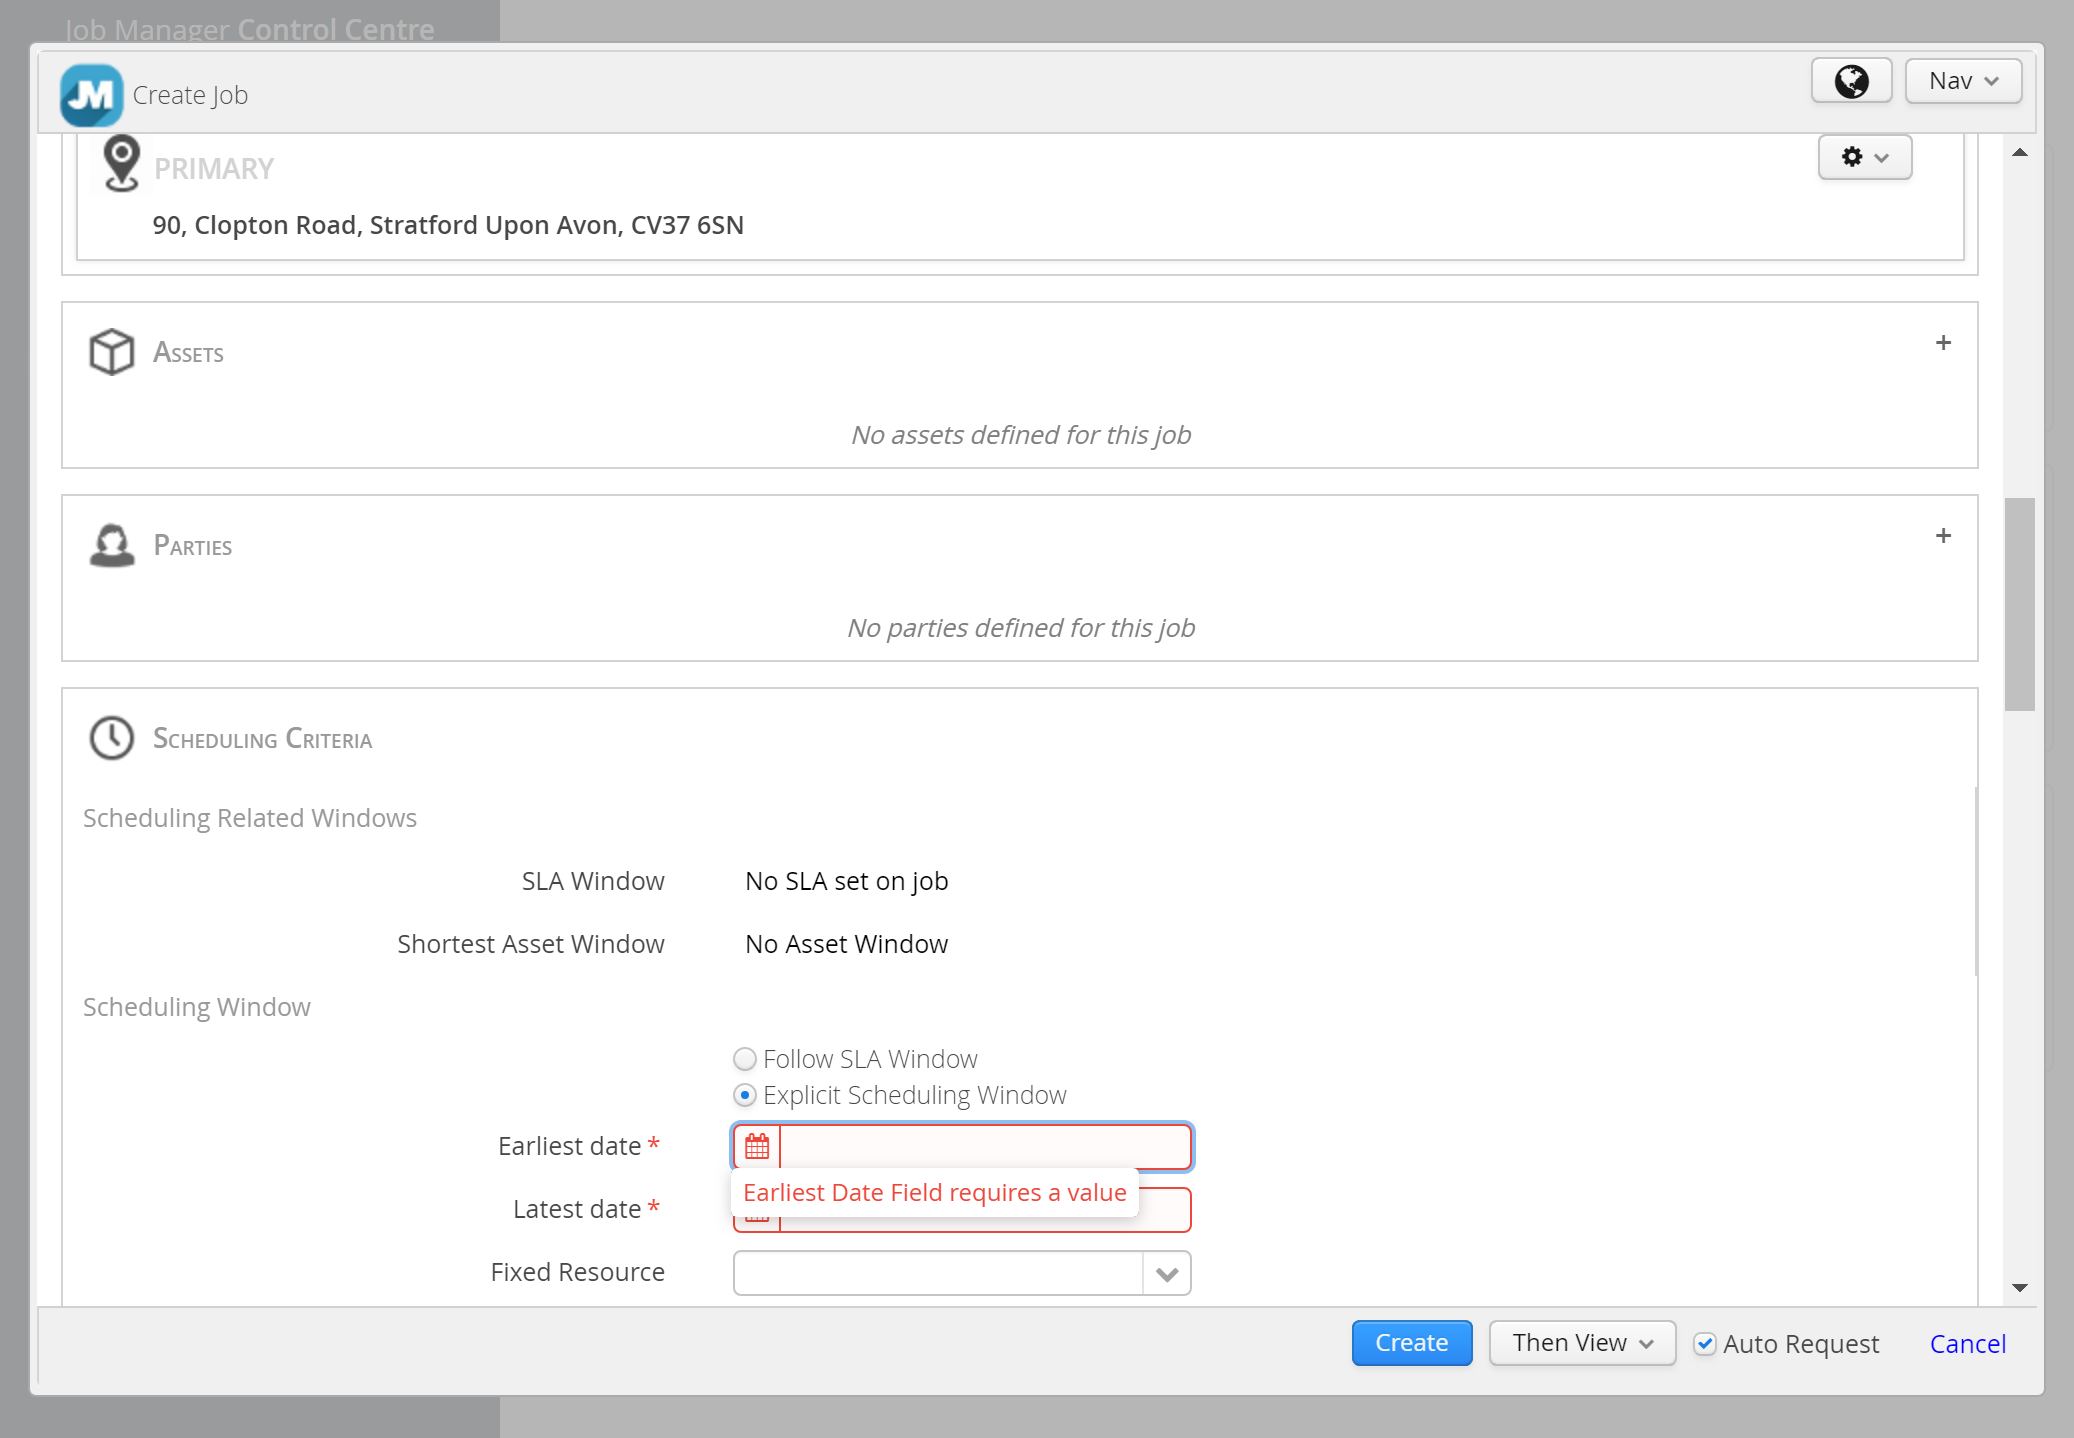 Job Manager Control Centre
JM
Create Job
Nav
PRIMARY
90, Clopton Road, Stratford Upon Avon, CV37 6SN
Assets
No assets defined for this job
Parties
No parties defined for this job
Scheduling Criteria
Scheduling Related Windows
SLA Window No SLA set on job
Shortest Asset Window No Asset Window
Scheduling Window
Follow SLA Window
Explicit Scheduling Window
Earliest date *
Earliest Date Field requires a value
Latest date *
Fixed Resource
Create Then View Auto Request Cancel